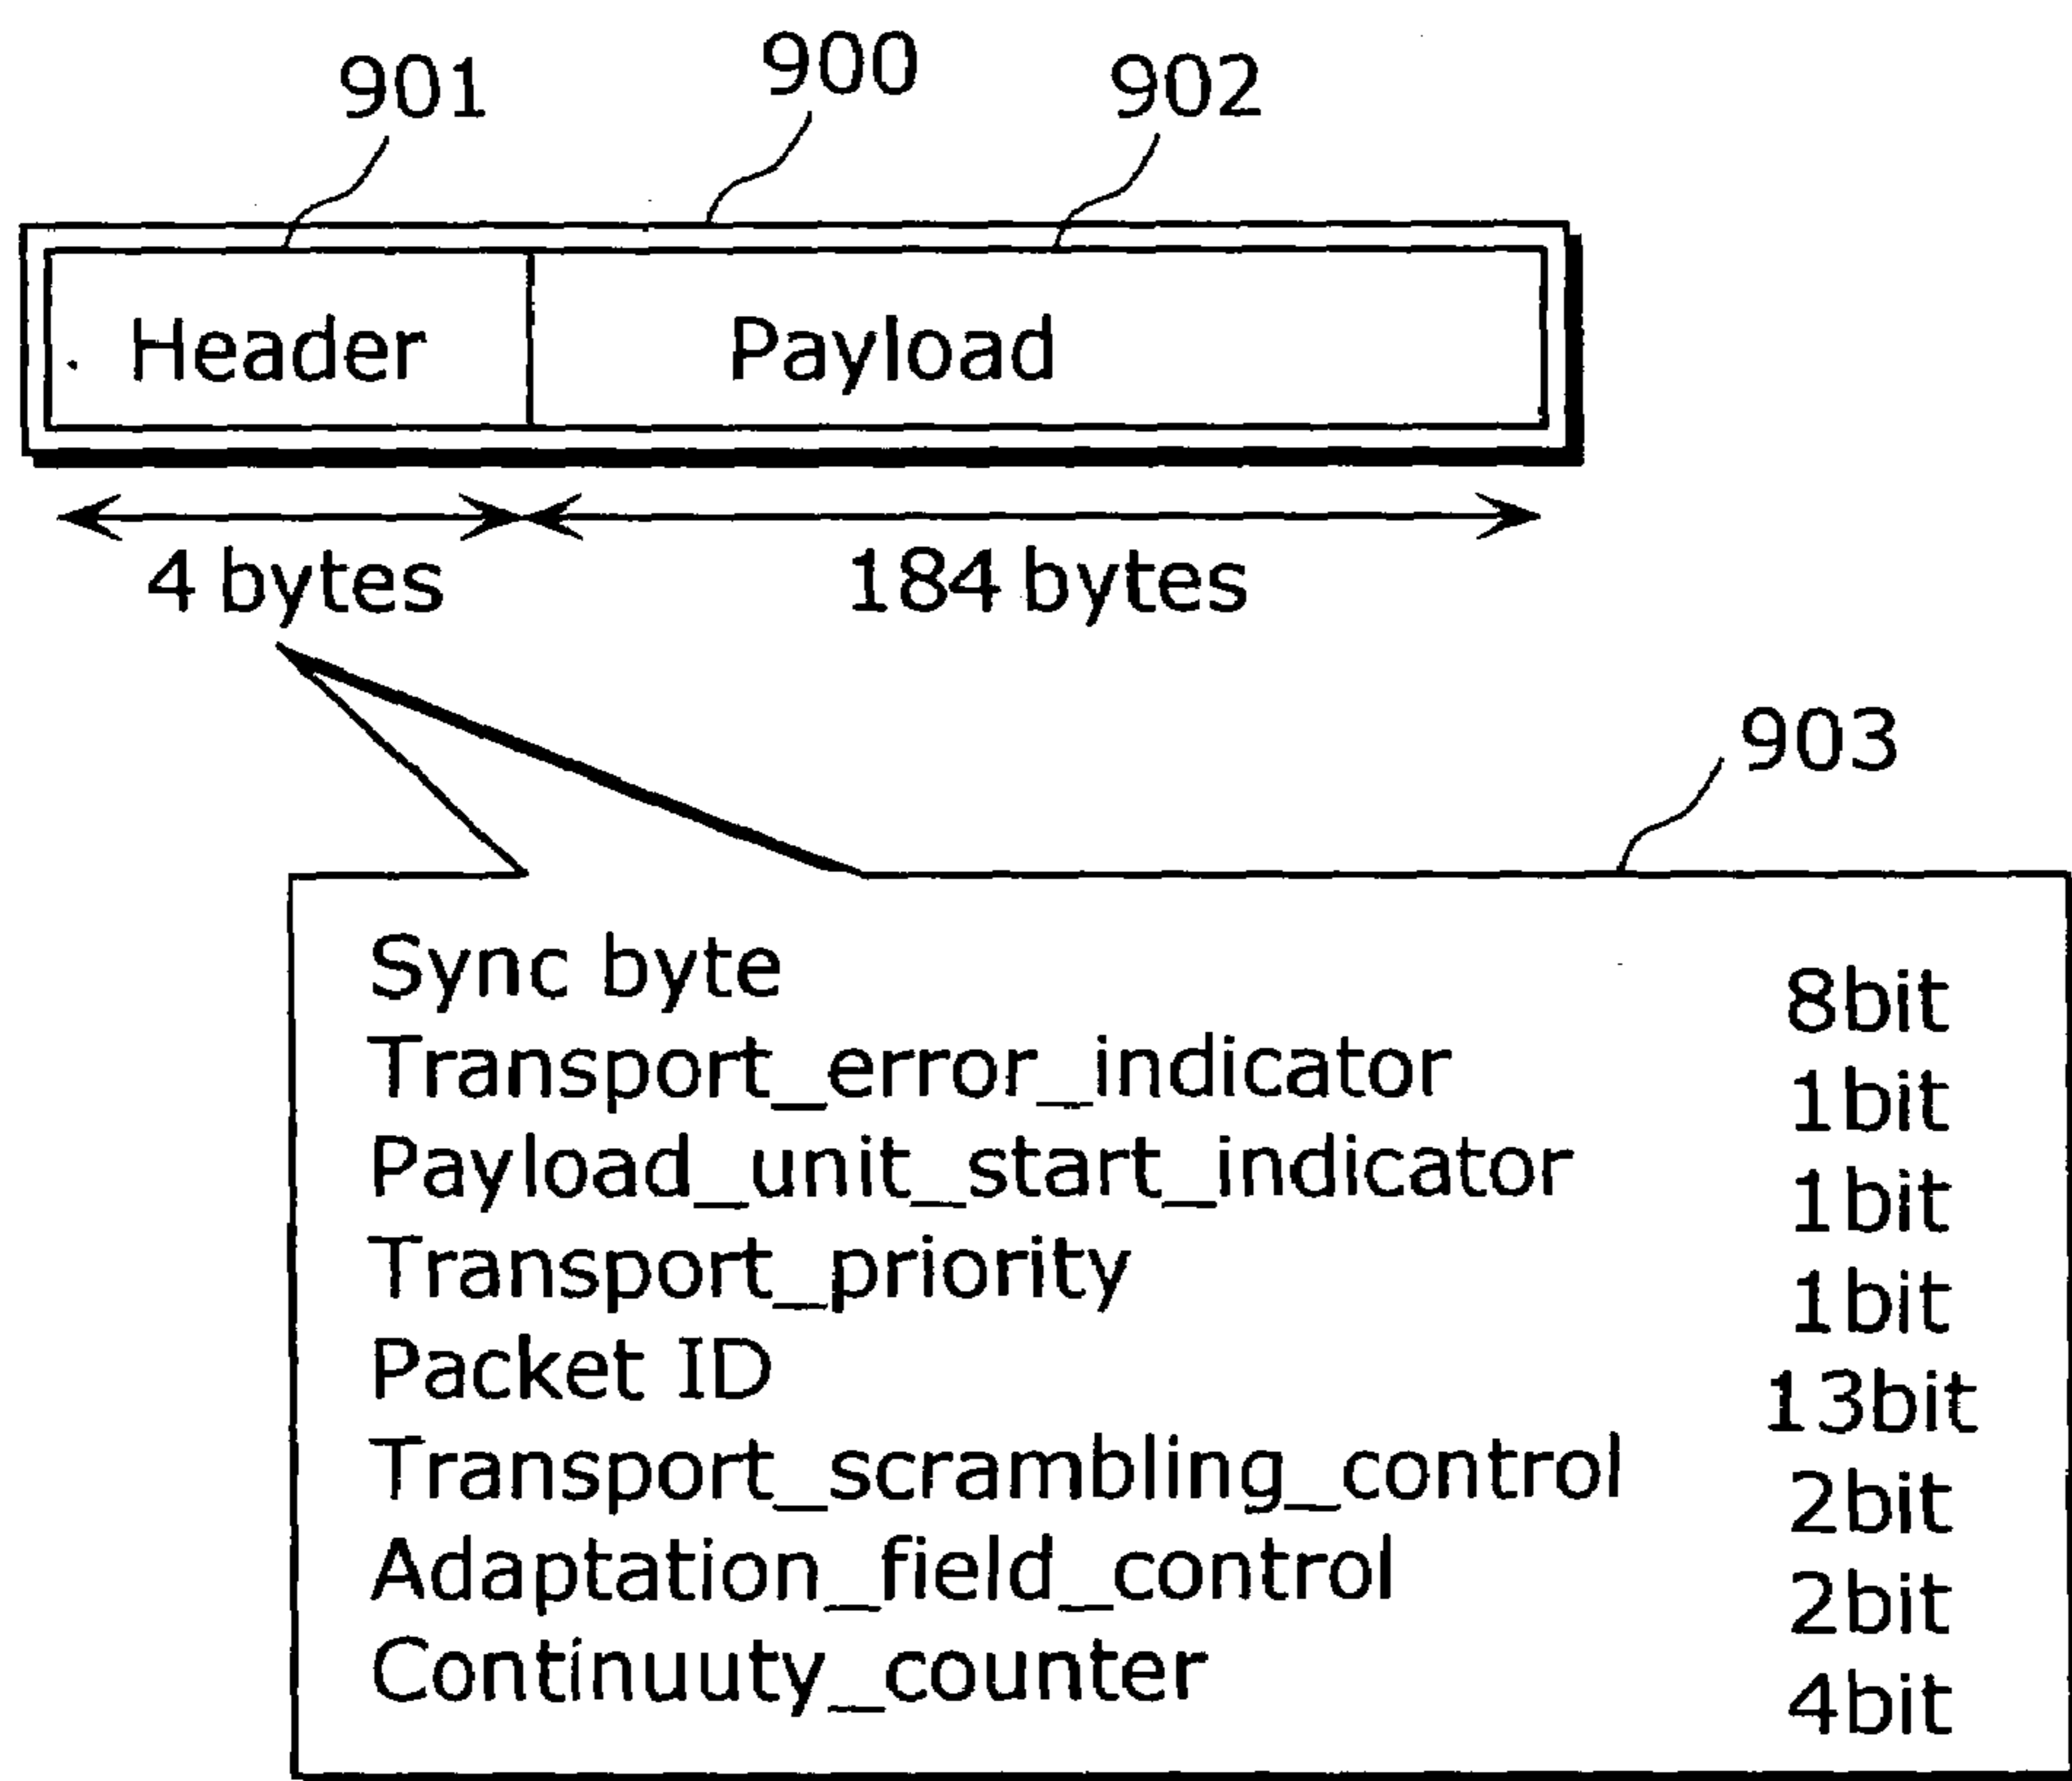 901 900 902
Header Payload
4 bytes 184 bytes
903
Sync byte 8bit
Transport_error_indicator 1bit
Payload_unit_start_indicator 1bit
Transport_priority 1bit
Packet ID 13bit
Transport_scrambling_control 2bit
Adaptation_field_control 2bit
Continuuty_counter 4bit